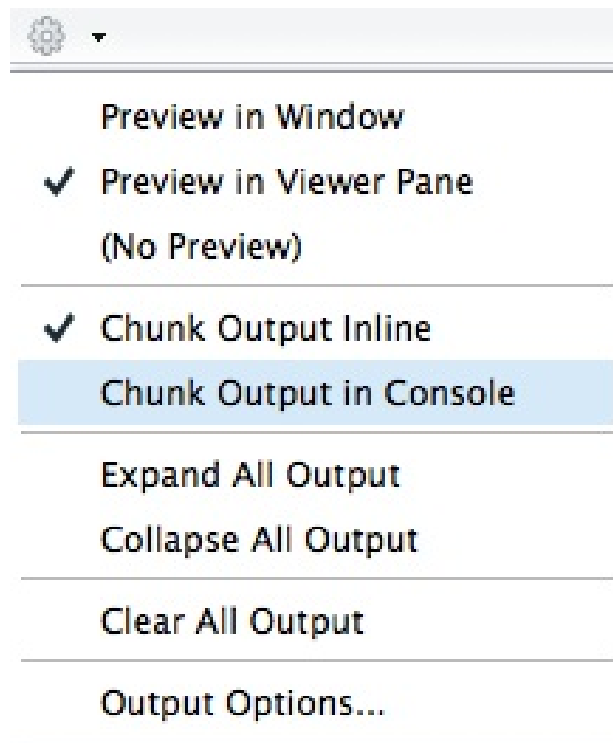 Preview in Window
Preview in Viewer Pane
(No Preview)
Chunk Output Inline
Chunk Output in Console
Expand All Output
Collapse All Output
Clear All Output
Output Options...